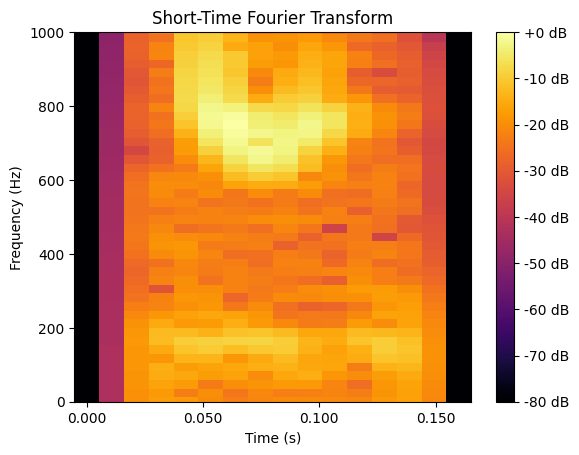 Short-Time Fourier Transform
1000
800
600
400
200
0
Frequency (Hz)
0.000
0.050
0.100
0.150
Time (s)
+0 dB
-10 dB
-20 dB
-30 dB
-40 dB
-50 dB
-60 dB
-70 dB
-80 dB